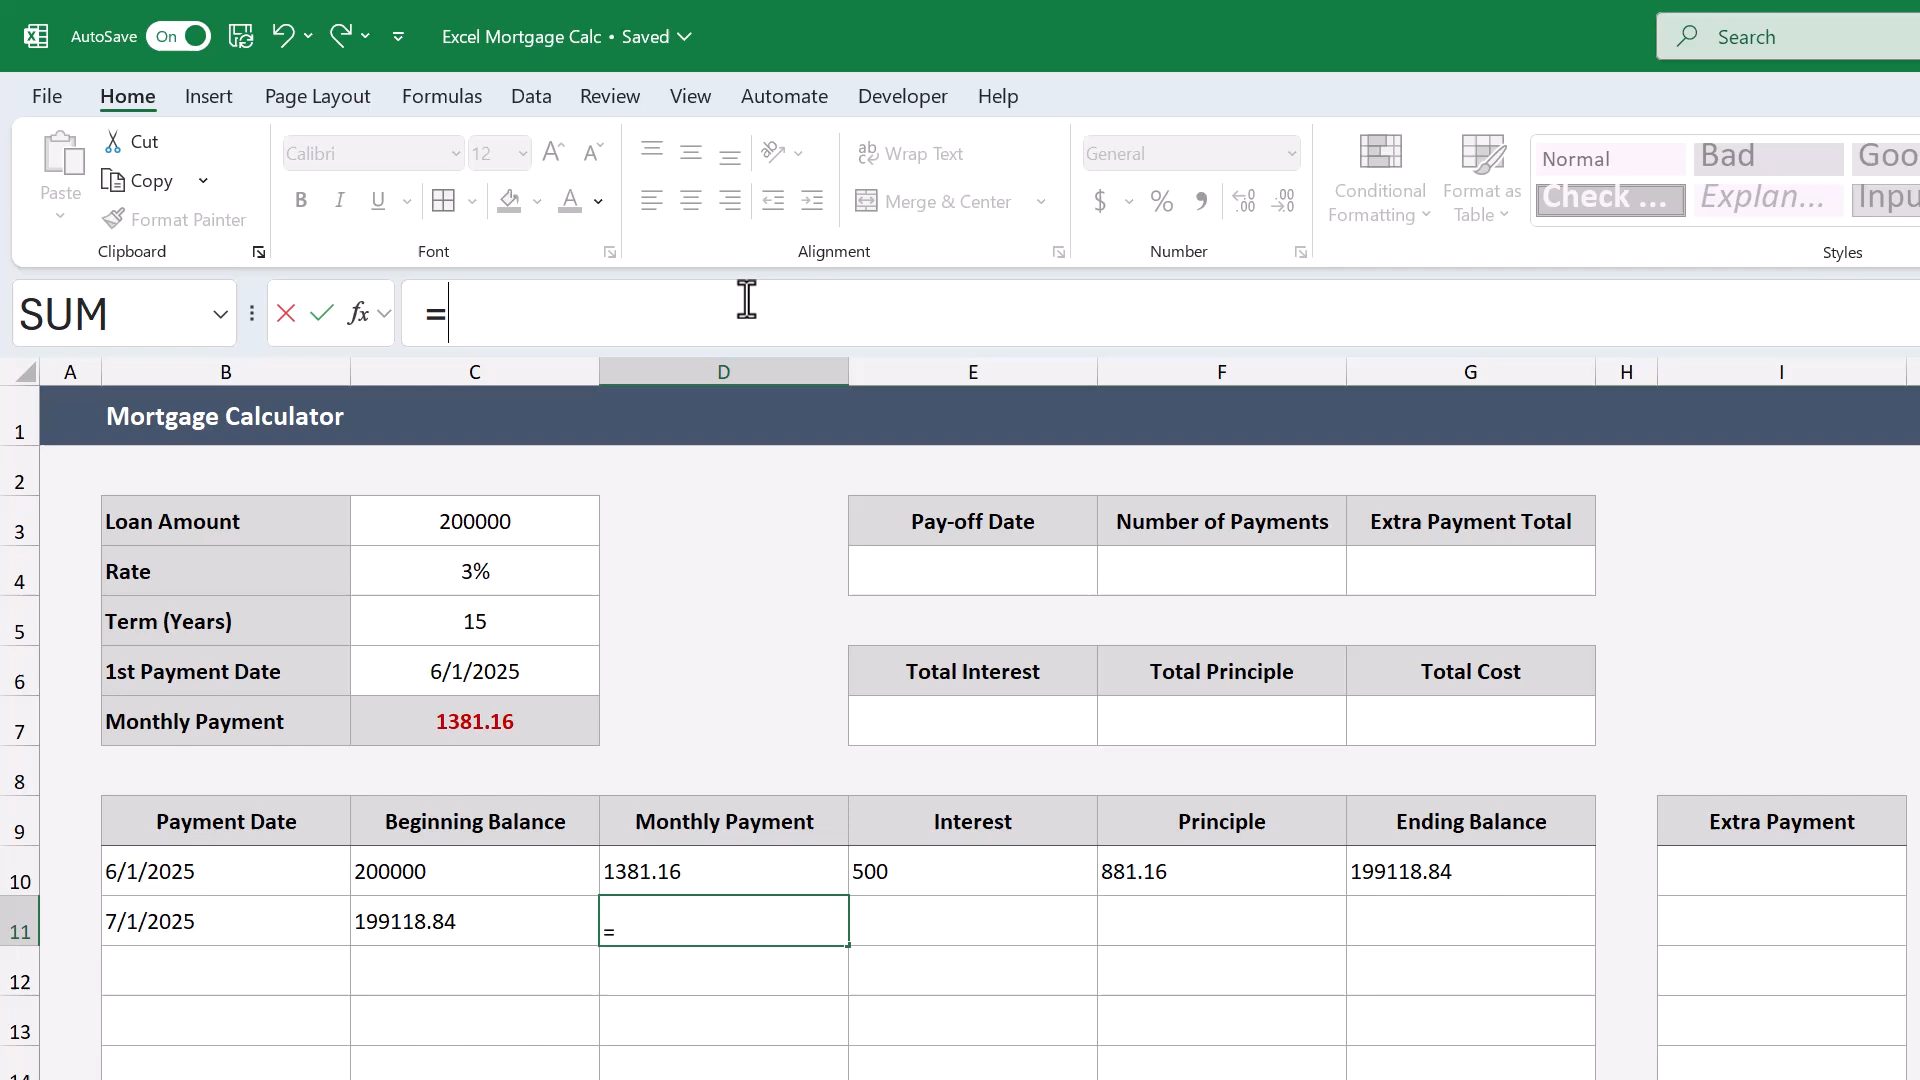 AutoSave On Excel Mortgage Calc • Saved Search
File Home Insert Page Layout Formulas Data Review View Automate Developer Help
Paste Cut Copy Format Painter Clipboard
Calibri 12 B I U A Font
Wrap Text Merge & Center Alignment
General $ % 9 Number
Conditional Formatting Format as Table
Normal Bad Goo
Check ... Explan... Inpu
Styles
SUM fx =
A B C D E F G H I
1 Mortgage Calculator
2
3 Loan Amount 200000 Pay-off Date Number of Payments Extra Payment Total
4 Rate 3%
5 Term (Years) 15
6 1st Payment Date 6/1/2025 Total Interest Total Principle Total Cost
7 Monthly Payment 1381.16
8
9 Payment Date Beginning Balance Monthly Payment Interest Principle Ending Balance Extra Payment
10 6/1/2025 200000 1381.16 500 881.16 199118.84
11 7/1/2025 199118.84 =
12
13
14